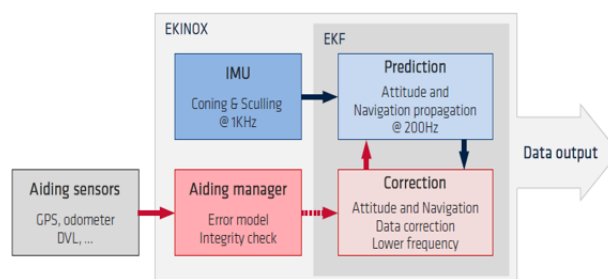 EKINOX
EKF
IMU
Coning & Sculling
@ 1KHz
Prediction
Attitude and
Navigation propagation
@ 200Hz
Data output
Aiding sensors
GPS, odometer
DVL, ...
Aiding manager
Error model
Integrity check
Correction
Attitude and Navigation
Data correction
Lower frequency